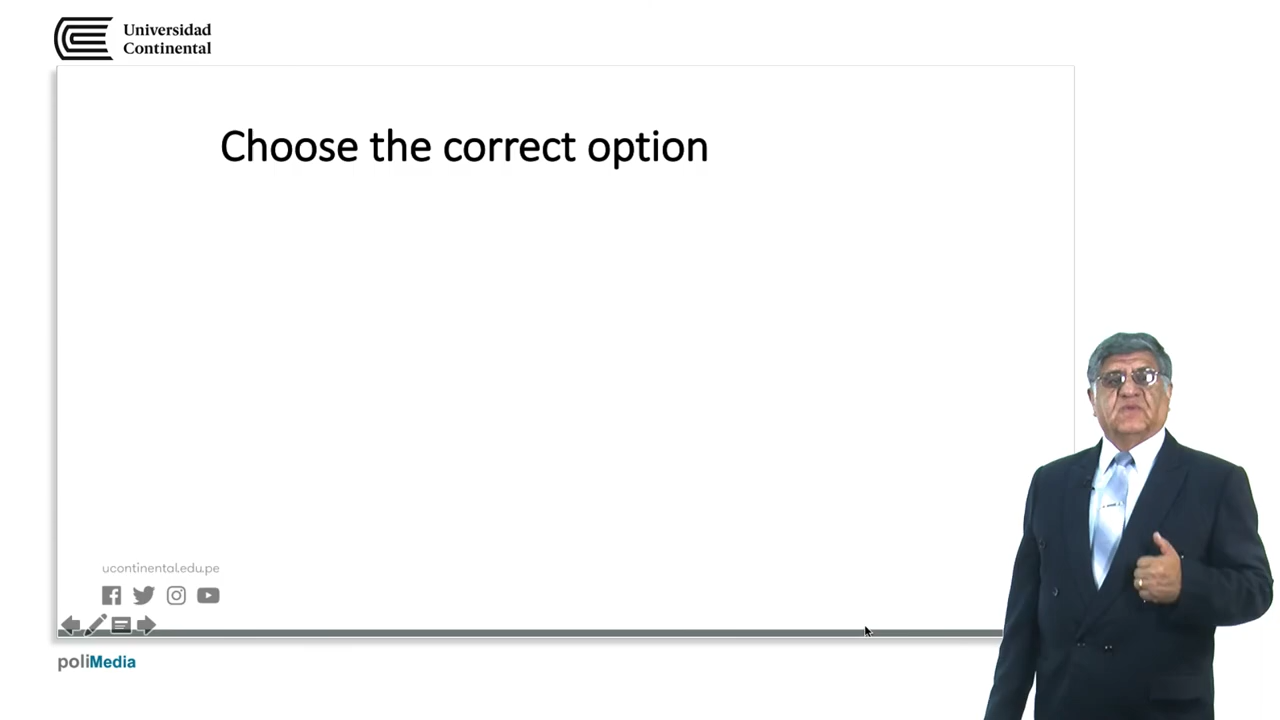 Universidad
Continental
Choose the correct option
ucontinental.edu.pe
poliMedia